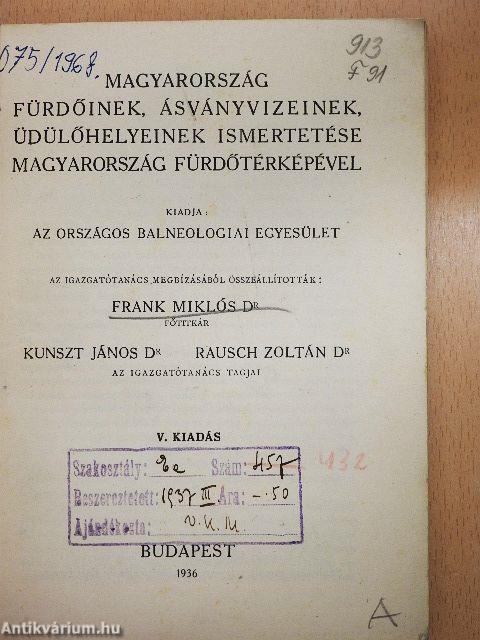 075/1968.
913
F 91
MAGYARORSZÁG
FÜRDŐINEK, ÁSVÁNYVIZEINEK,
ÜDÜLŐHELYEINEK ISMERTETÉSE
MAGYARORSZÁG FÜRDŐTÉRKÉPÉVEL
KIADJA:
AZ ORSZÁGOS BALNEOLOGIAI EGYESÜLET
AZ IGAZGATÓTANÁCS MEGBÍZÁSÁBÓL ÖSSZEÁLLÍTOTTÁK:
FRANK MIKLÓS DR
FŐTITKÁR
KUNSZT JÁNOS DR RAUSCH ZOLTÁN DR
AZ IGAZGATÓTANÁCS TAGJAI
V. KIADÁS
Szakosztály: Ea Szám: 457 432
Beszereztetett: 1937 III Ára: -.50
Ajándékozta: V. K. M.
BUDAPEST
1936
A
Antikvárium.hu